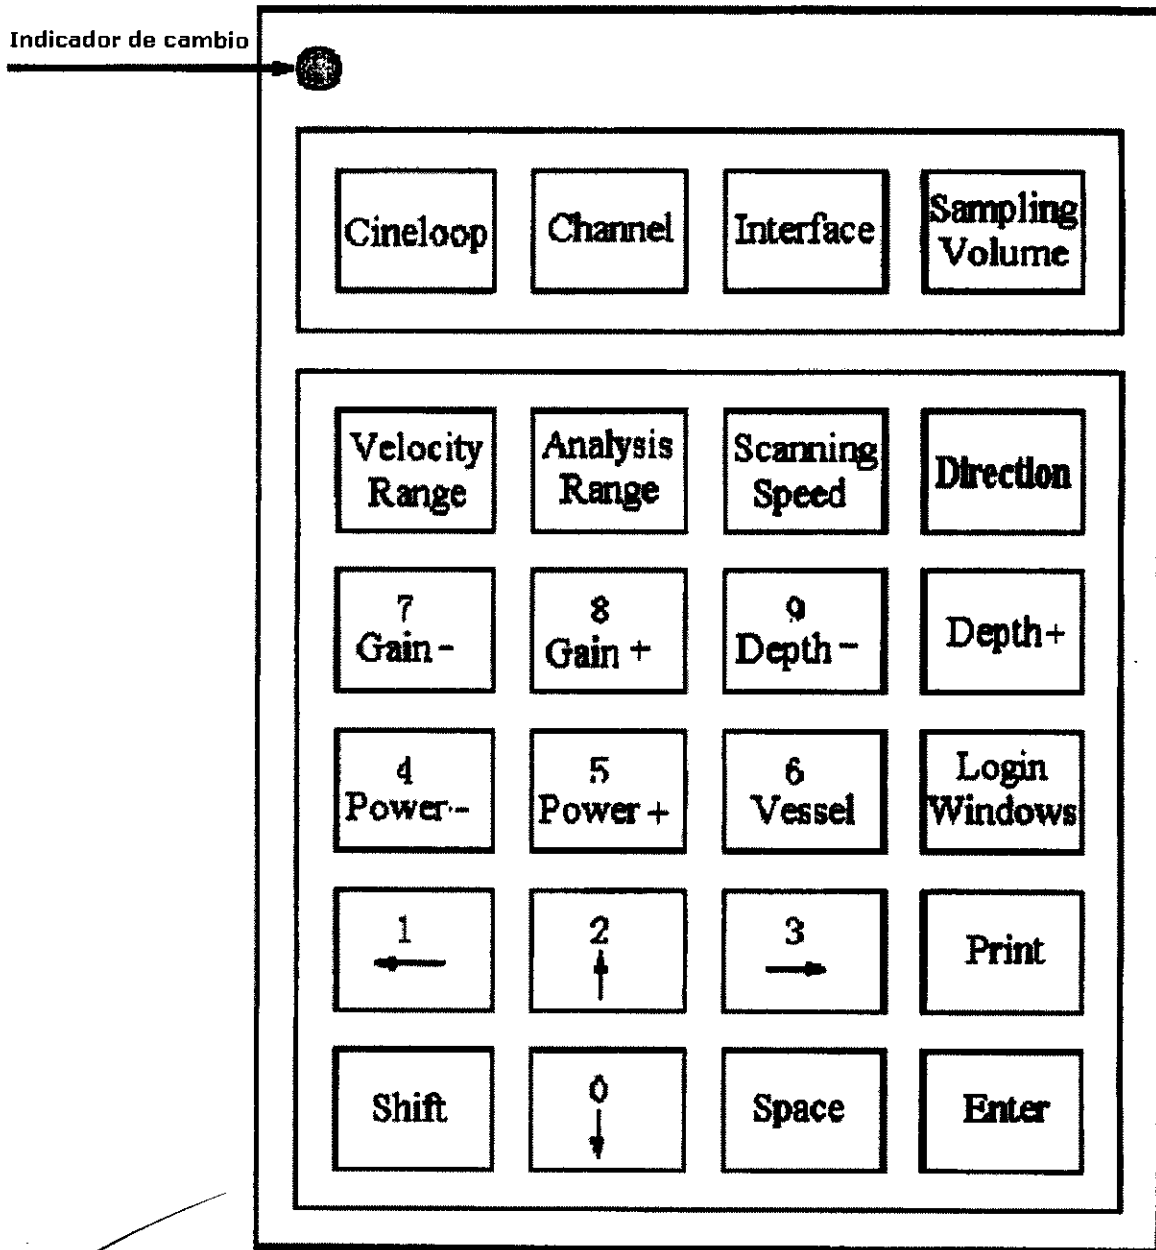 Indicador de cambio
Cineloop
Channel
Interface
Sampling
Volume
Velocity
Range
Analysis
Range
Scanning
Speed
Direction
7
Gain -
8
Gain +
9
Depth -
Depth+
4
Power -
5
Power +
6
Vessel
Login
Windows
1
←
2
↑
3
→
Print
Shift
0
↓
Space
Enter